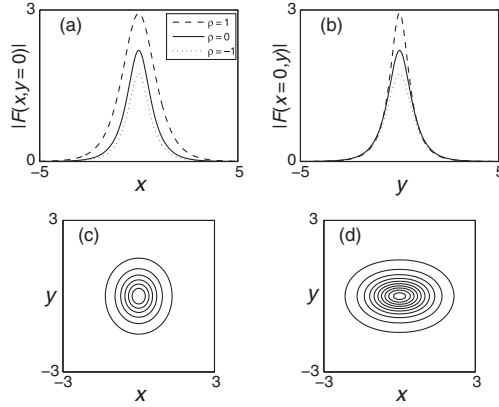 3
(a)
|F(x,y=0)|
ρ = 1
ρ = 0
ρ = −1
0
−5
5
x
3
(b)
|F(x=0,y)|
0
−5
5
y
3
(c)
y
−3
−3
3
x
3
(d)
y
−3
−3
3
x